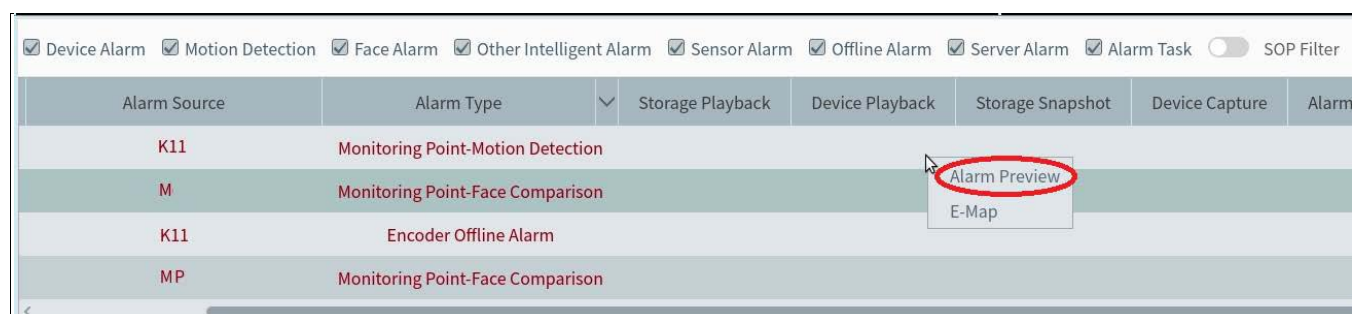 Device Alarm Motion Detection Face Alarm Other Intelligent Alarm Sensor Alarm Offline Alarm Server Alarm Alarm Task SOP Filter
Alarm Source Alarm Type Storage Playback Device Playback Storage Snapshot Device Capture Alarm
K11 Monitoring Point-Motion Detection
Alarm Preview
M Monitoring Point-Face Comparison
E-Map
K11 Encoder Offline Alarm
MP Monitoring Point-Face Comparison